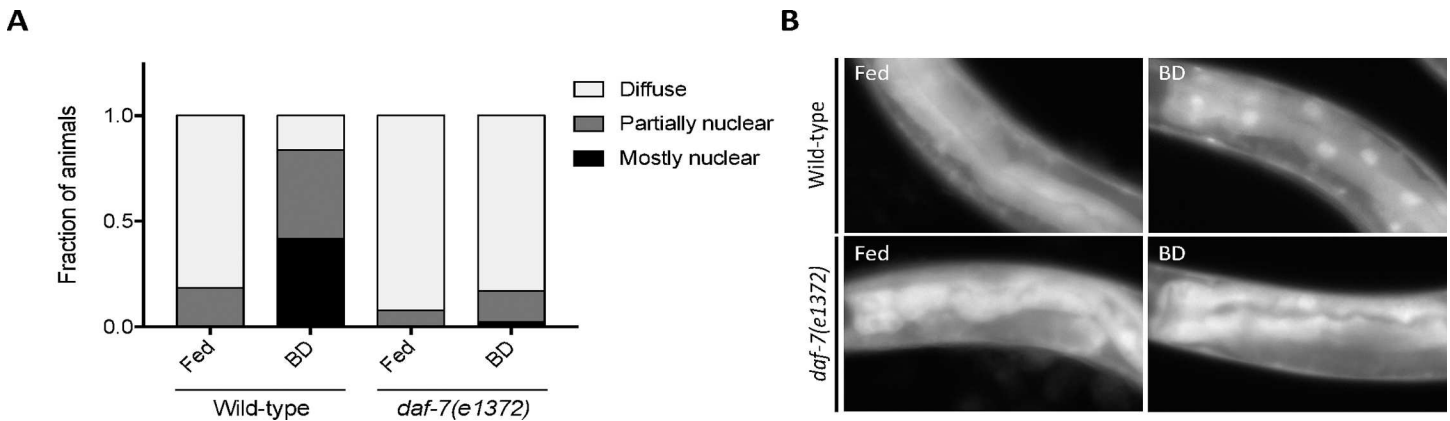 A
Fraction of animals
1.0
0.5
0.0
Fed
BD
Fed
BD
Wild-type
daf-7(e1372)
Diffuse
Partially nuclear
Mostly nuclear
B
Wild-type
Fed
BD
daf-7(e1372)
Fed
BD